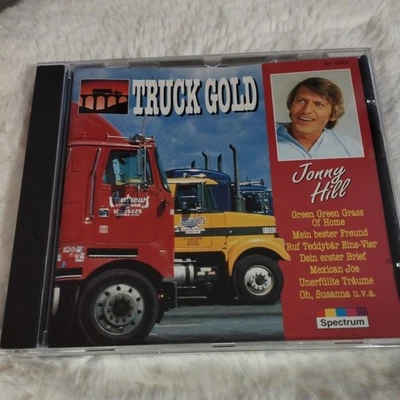 TRUCK GOLD
Andrews
Jonny
Hill
Green Green Grass
Of Home
Mein bester Freund
Ruf Teddybär Eins-Vier
Dein erster Brief
Mexican Joe
Unerfüllte Träume
Oh, Susanna u.v.a.
Spectrum